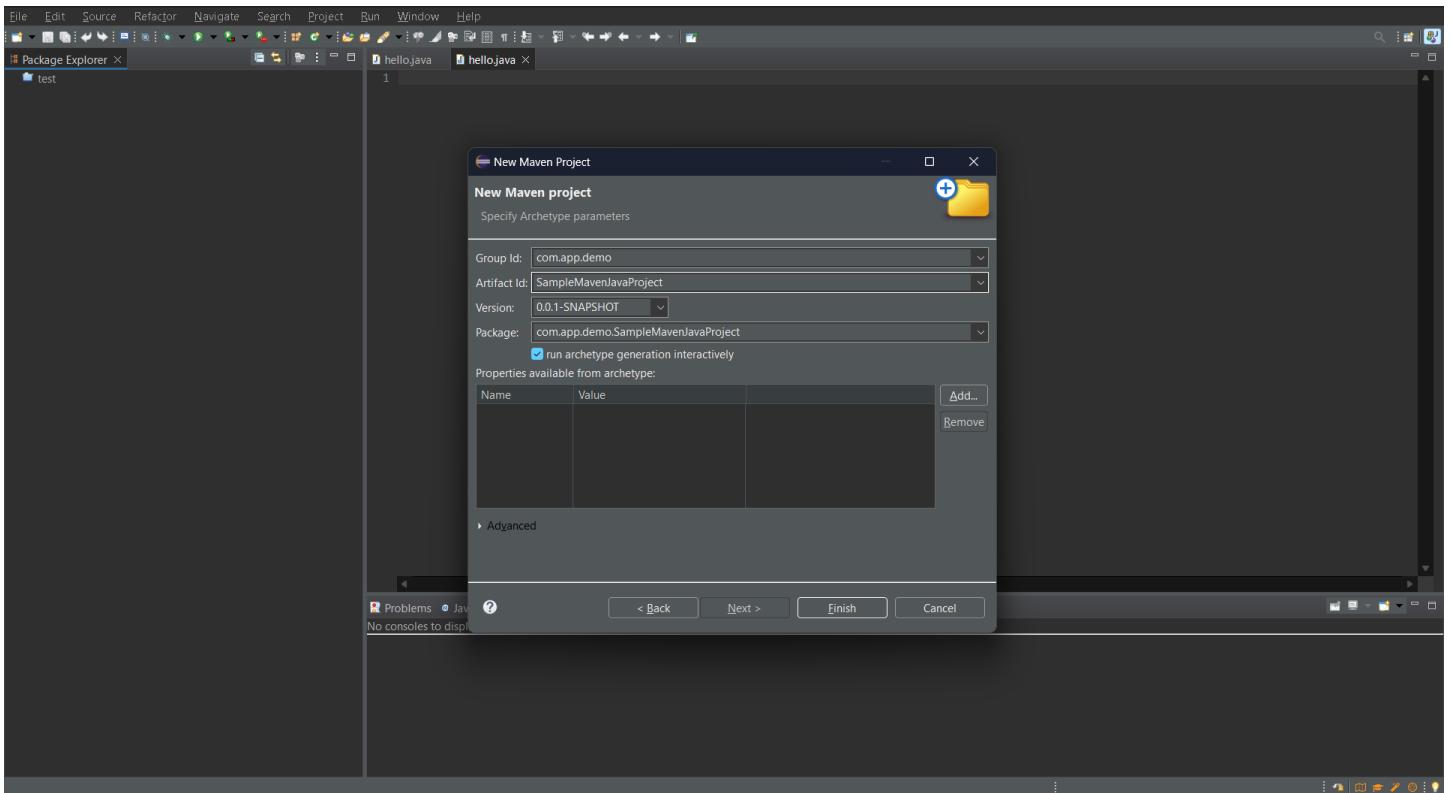 File Edit Source Refactor Navigate Search Project Run Window Help
Package Explorer
hello.java hello.java
test
1
New Maven Project
New Maven project
Specify Archetype parameters
Group Id: com.app.demo
Artifact Id: SampleMavenJavaProject
Version: 0.0.1-SNAPSHOT
Package: com.app.demo.SampleMavenJavaProject
run archetype generation interactively
Properties available from archetype:
Name Value
Add...
Remove
Advanced
< Back Next > Finish Cancel
Problems Jav
No consoles to displ